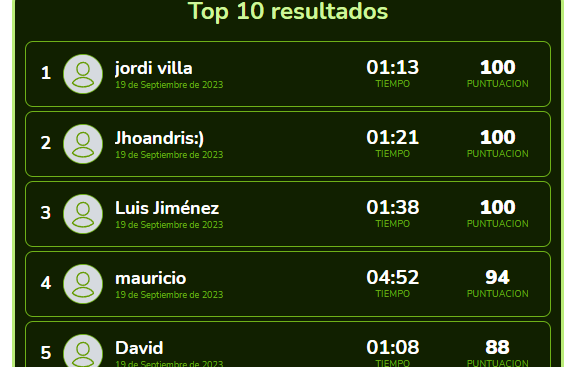 Top 10 resultados
1 jordi villa 01:13 100
19 de Septiembre de 2023 TIEMPO PUNTUACION
2 Jhoandris:) 01:21 100
19 de Septiembre de 2023 TIEMPO PUNTUACION
3 Luis Jiménez 01:38 100
19 de Septiembre de 2023 TIEMPO PUNTUACION
4 mauricio 04:52 94
19 de Septiembre de 2023 TIEMPO PUNTUACION
5 David 01:08 88
19 de Septiembre de 2023 TIEMPO PUNTUACION